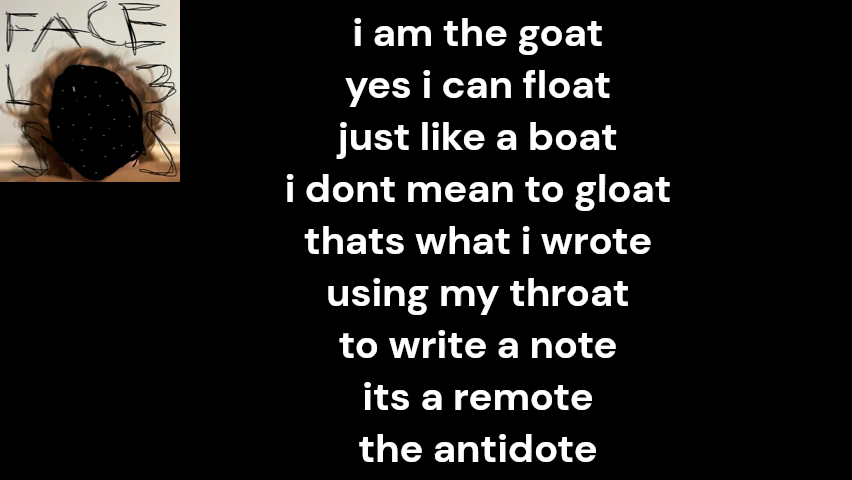 FACE
L 3
S S
i am the goat
yes i can float
just like a boat
i dont mean to gloat
thats what i wrote
using my throat
to write a note
its a remote
the antidote